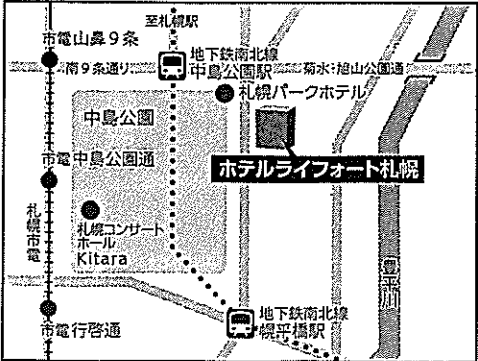 至札幌駅
市電山鼻9条
地下鉄南北線
中島公園駅
南9条通り
菊水・旭山公園通
札幌パークホテル
中島公園
ホテルライフォート札幌
市電中島公園通
札幌市電
札幌コンサート
ホール
Kitara
豊平川
地下鉄南北線
幌平橋駅
市電行啓通